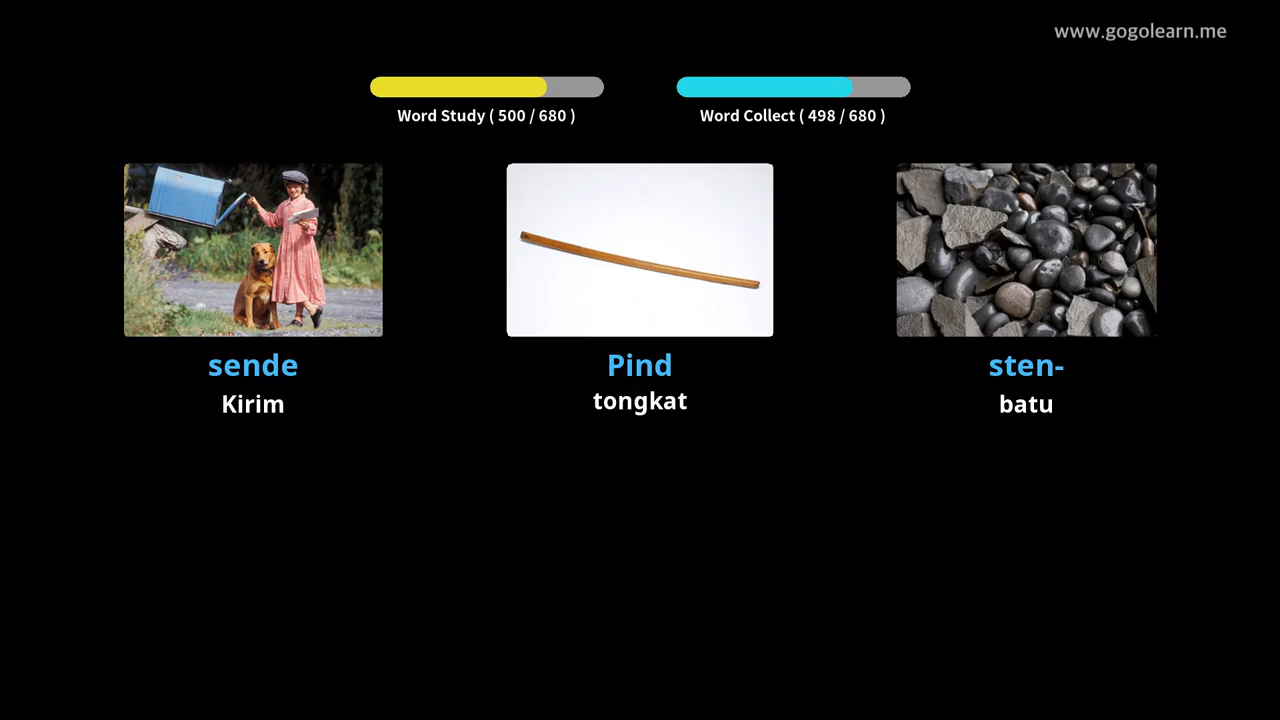 www.gogolearn.me
Word Study ( 500 / 680 )
Word Collect ( 498 / 680 )
sende
Kirim
Pind
tongkat
sten-
batu